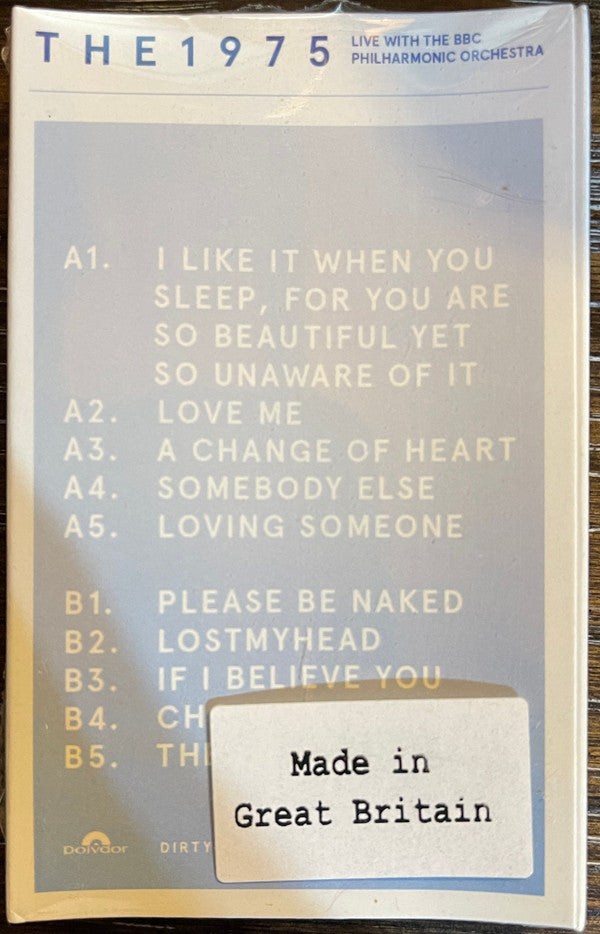 THE 1975 LIVE WITH THE BBC
PHILHARMONIC ORCHESTRA
A1. I LIKE IT WHEN YOU
SLEEP, FOR YOU ARE
SO BEAUTIFUL YET
SO UNAWARE OF IT
A2. LOVE ME
A3. A CHANGE OF HEART
A4. SOMEBODY ELSE
A5. LOVING SOMEONE
B1. PLEASE BE NAKED
B2. LOSTMYHEAD
B3. IF I BELIEVE YOU
B4.
B5.
Made in
Great Britain
polydor DIRTY